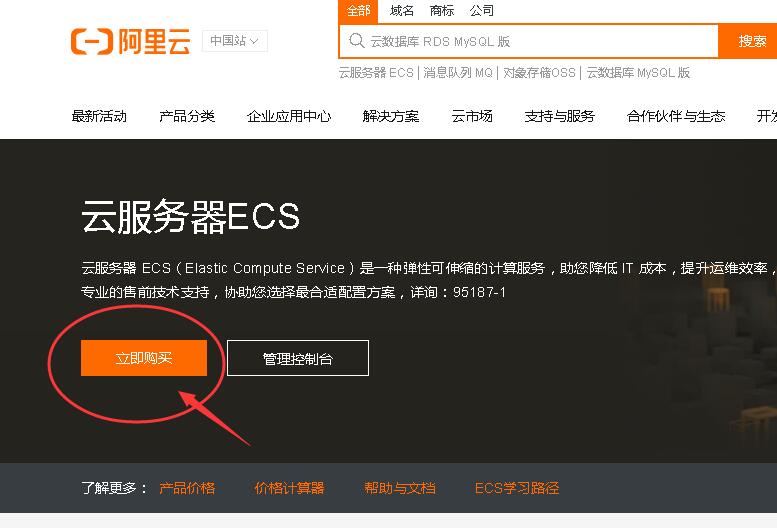 全部 域名 商标 公司
阿里云 中国站
云数据库 RDS MySQL 版 搜索
云服务器 ECS | 消息队列 MQ | 对象存储OSS | 云数据库 MySQL 版
最新活动 产品分类 企业应用中心 解决方案 云市场 支持与服务 合作伙伴与生态 开发
云服务器ECS
云服务器 ECS（Elastic Compute Service）是一种弹性可伸缩的计算服务，助您降低 IT 成本，提升运维效率，
专业的售前技术支持，协助您选择最合适配置方案，详询：95187-1
立即购买 管理控制台
了解更多： 产品价格 价格计算器 帮助与文档 ECS学习路径